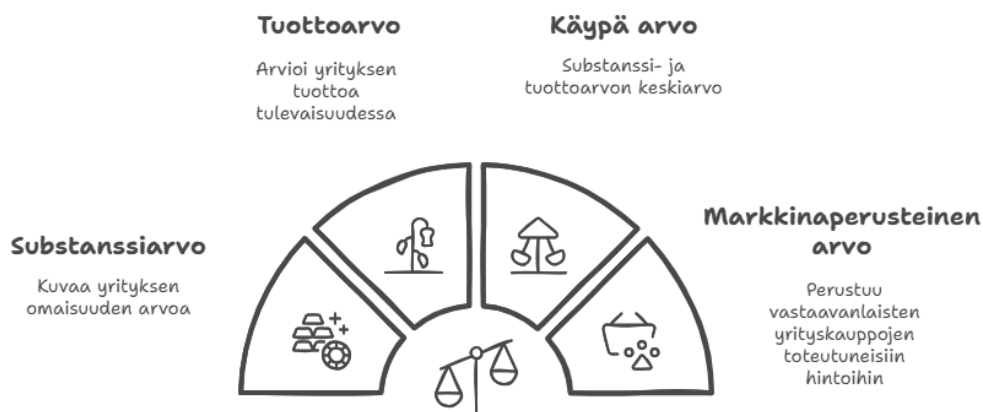 Tuottoarvo
Arvioi yrityksen
tuottoa
tulevaisuudessa
Käypä arvo
Substanssi- ja
tuottoarvon keskiarvo
Substanssiarvo
Kuvaa yrityksen
omaisuuden arvoa
Markkinaperusteinen
arvo
Perustuu
vastaavanlaisten
yrityskauppojen
toteutuneisiin
hintoihin